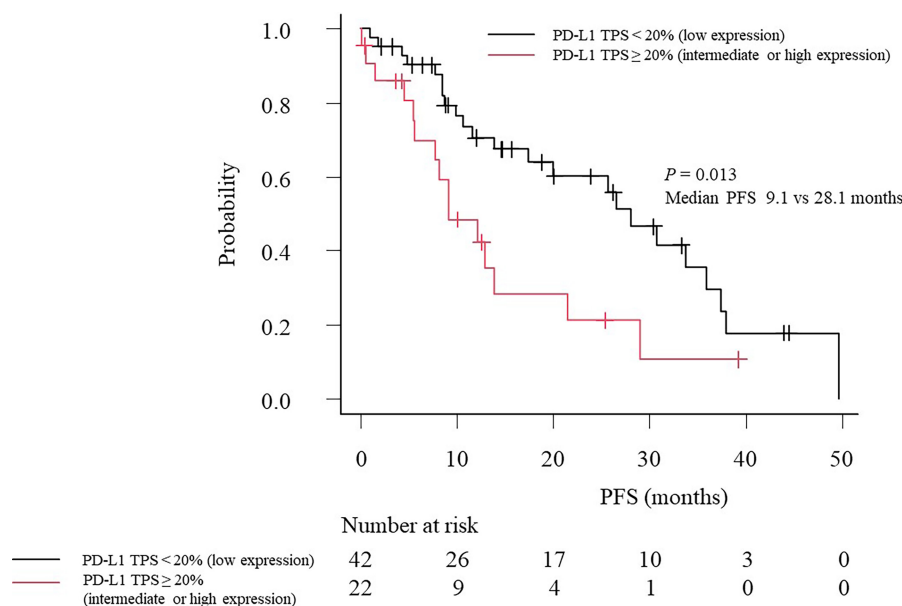 PD-L1 TPS < 20% (low expression)
PD-L1 TPS ≥ 20% (intermediate or high expression)
P = 0.013
Median PFS 9.1 vs 28.1 months
Probability
1.0
0.8
0.6
0.4
0.2
0.0
0 10 20 30 40 50
PFS (months)
Number at risk
PD-L1 TPS < 20% (low expression) 42 26 17 10 3 0
PD-L1 TPS ≥ 20% 22 9 4 1 0 0
(intermediate or high expression)